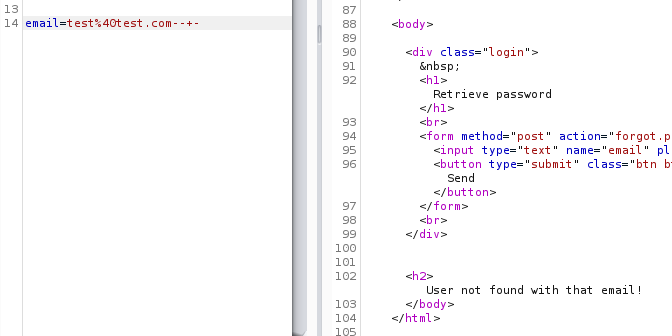 13
14 email=test%40test.com--+-
87
88 <body>
89
90 <div class="login">
91 &nbsp;
92 <h1>
Retrieve password
</h1>
93 <br>
94 <form method="post" action="forgot.p
95 <input type="text" name="email" pl
96 <button type="submit" class="btn b
Send
</button>
97 </form>
98 <br>
99 </div>
100
101
102 <h2>
User not found with that email!
103 </body>
104 </html>
105